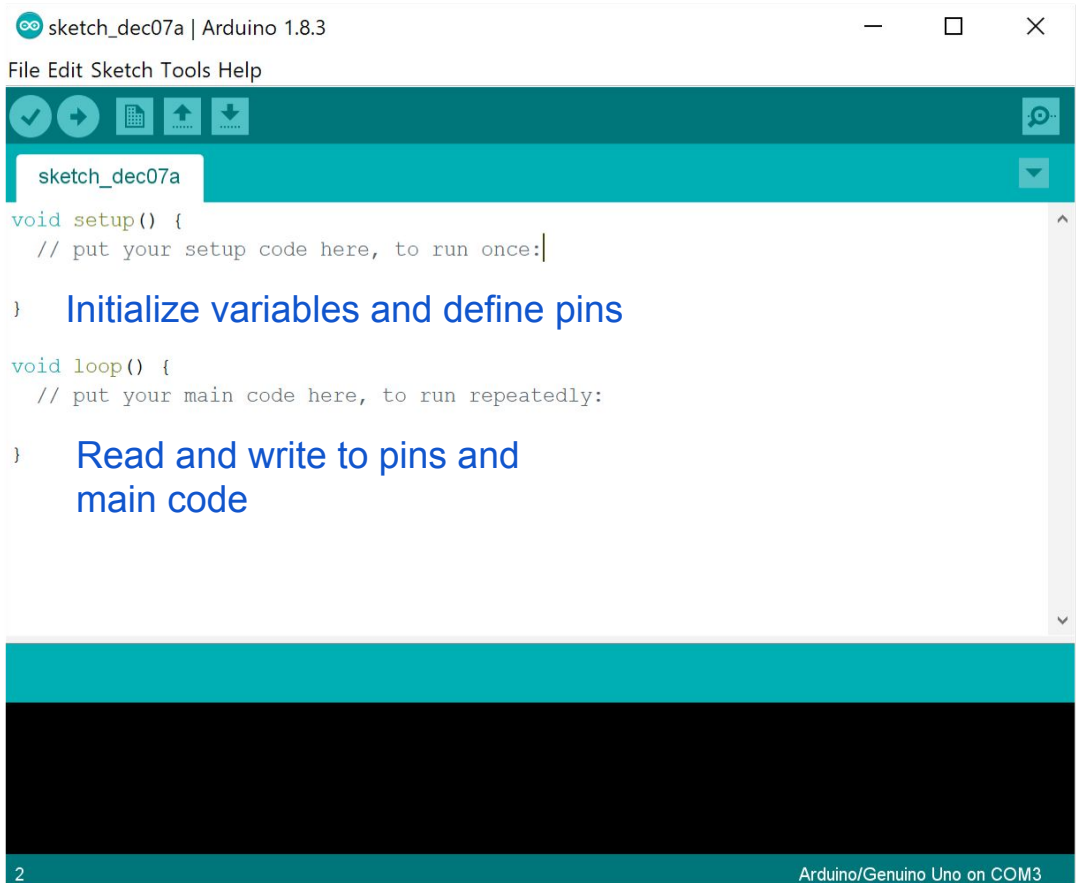 sketch_dec07a | Arduino 1.8.3
File Edit Sketch Tools Help
sketch_dec07a
void setup() {
// put your setup code here, to run once:
} Initialize variables and define pins
void loop() {
// put your main code here, to run repeatedly:
} Read and write to pins and
main code
2 Arduino/Genuino Uno on COM3